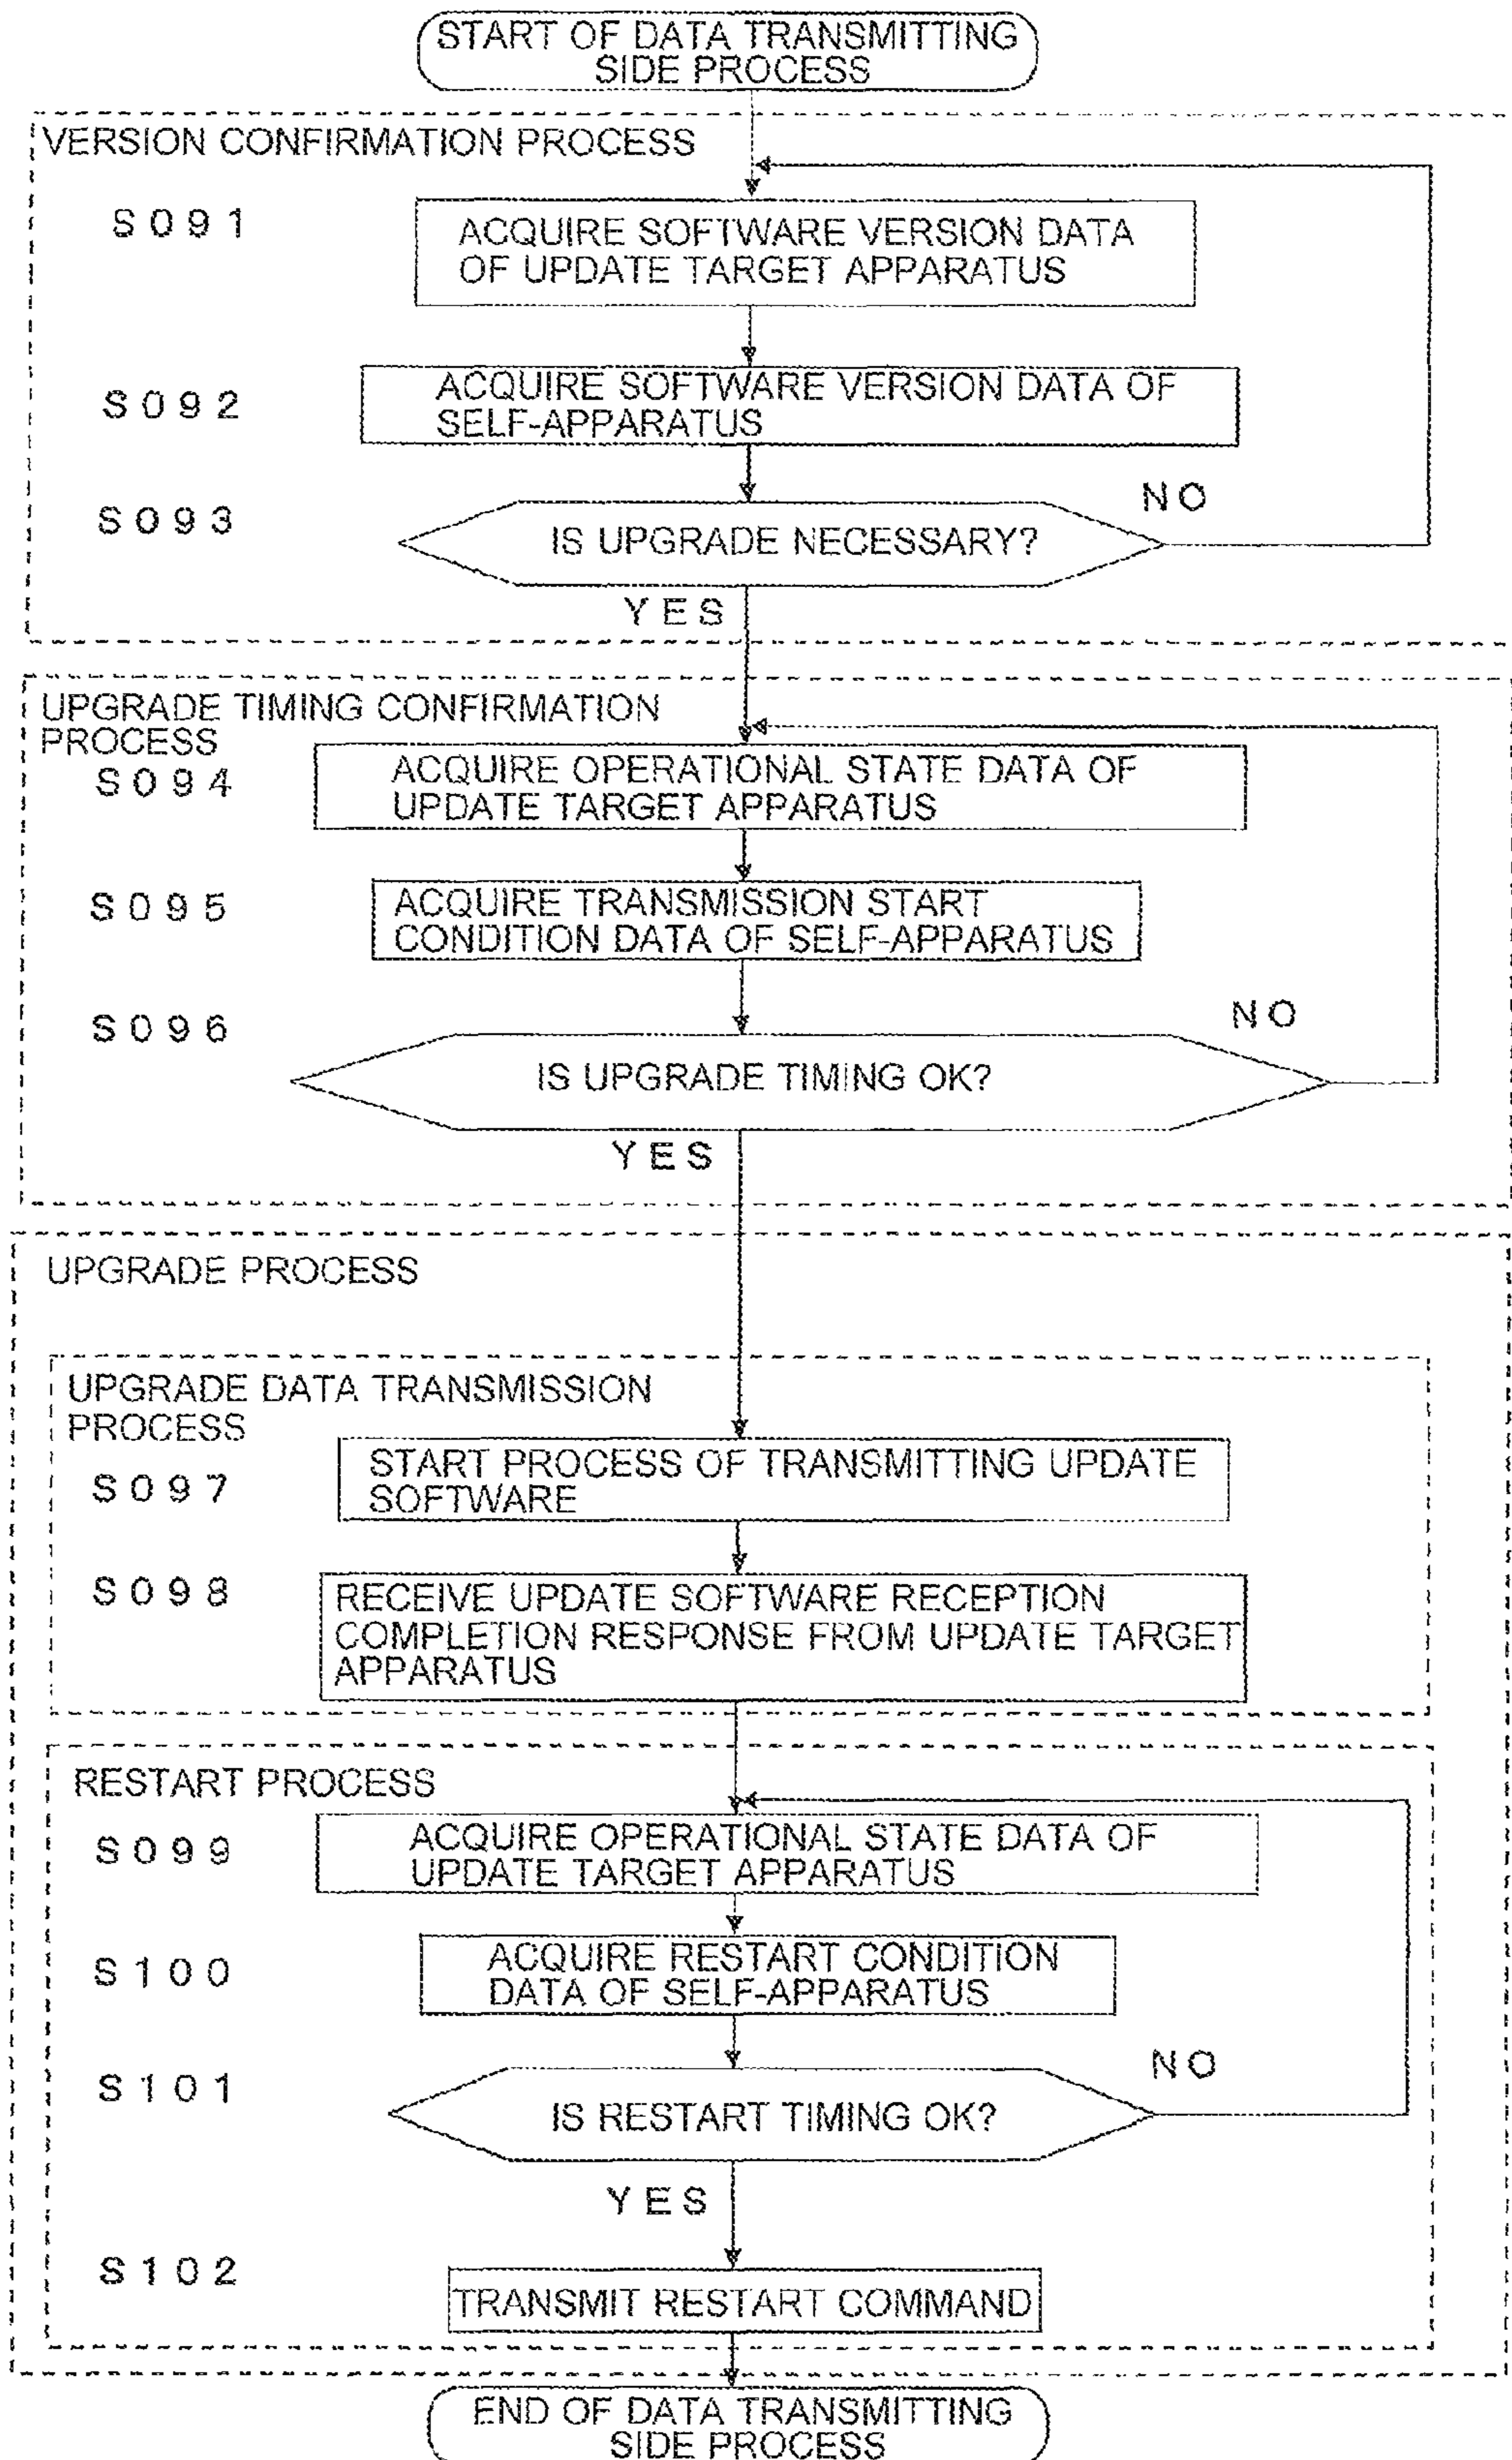 START OF DATA TRANSMITTING
SIDE PROCESS
VERSION CONFIRMATION PROCESS
S091
ACQUIRE SOFTWARE VERSION DATA
OF UPDATE TARGET APPARATUS
S092
ACQUIRE SOFTWARE VERSION DATA OF
SELF-APPARATUS
S093
IS UPGRADE NECESSARY?
NO
YES
UPGRADE TIMING CONFIRMATION
PROCESS
S094
ACQUIRE OPERATIONAL STATE DATA OF
UPDATE TARGET APPARATUS
S095
ACQUIRE TRANSMISSION START
CONDITION DATA OF SELF-APPARATUS
S096
IS UPGRADE TIMING OK?
NO
YES
UPGRADE PROCESS
UPGRADE DATA TRANSMISSION
PROCESS
S097
START PROCESS OF TRANSMITTING UPDATE
SOFTWARE
S098
RECEIVE UPDATE SOFTWARE RECEPTION
COMPLETION RESPONSE FROM UPDATE TARGET
APPARATUS
RESTART PROCESS
S099
ACQUIRE OPERATIONAL STATE DATA OF
UPDATE TARGET APPARATUS
S100
ACQUIRE RESTART CONDITION
DATA OF SELF-APPARATUS
S101
IS RESTART TIMING OK?
NO
YES
S102
TRANSMIT RESTART COMMAND
END OF DATA TRANSMITTING
SIDE PROCESS